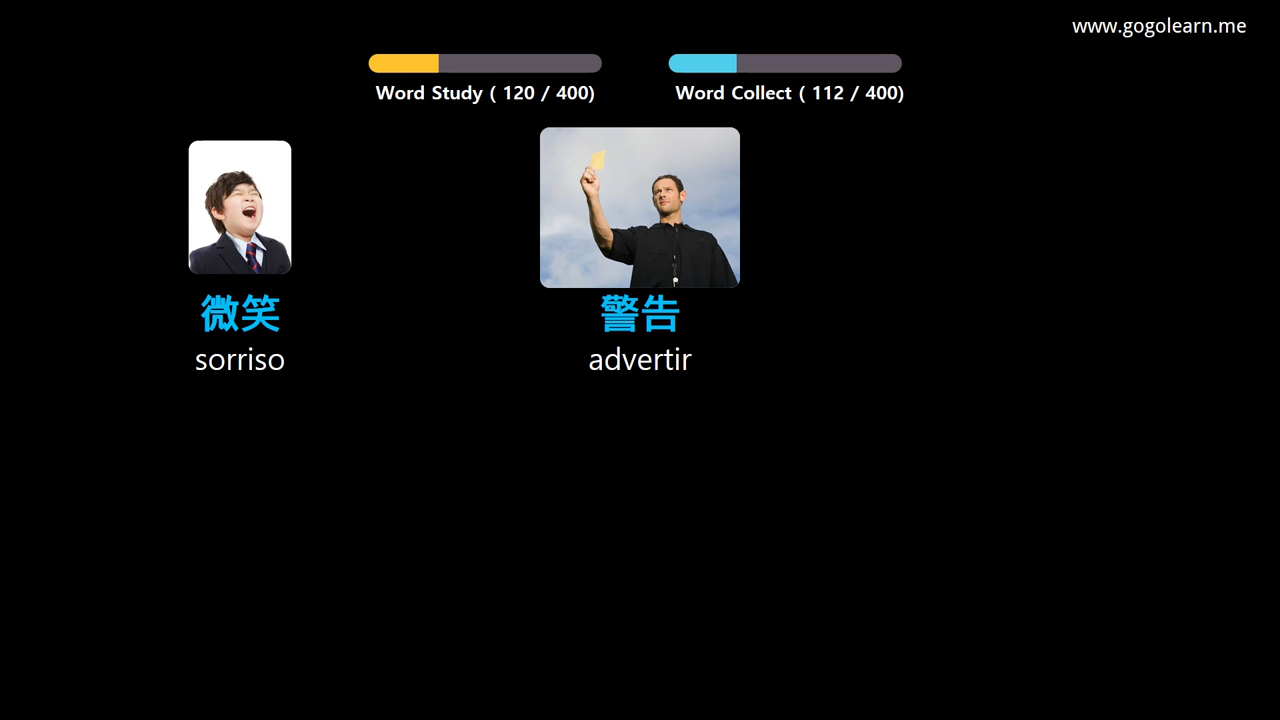 www.gogolearn.me
Word Study ( 120 / 400)
Word Collect ( 112 / 400)
微笑
sorriso
警告
advertir